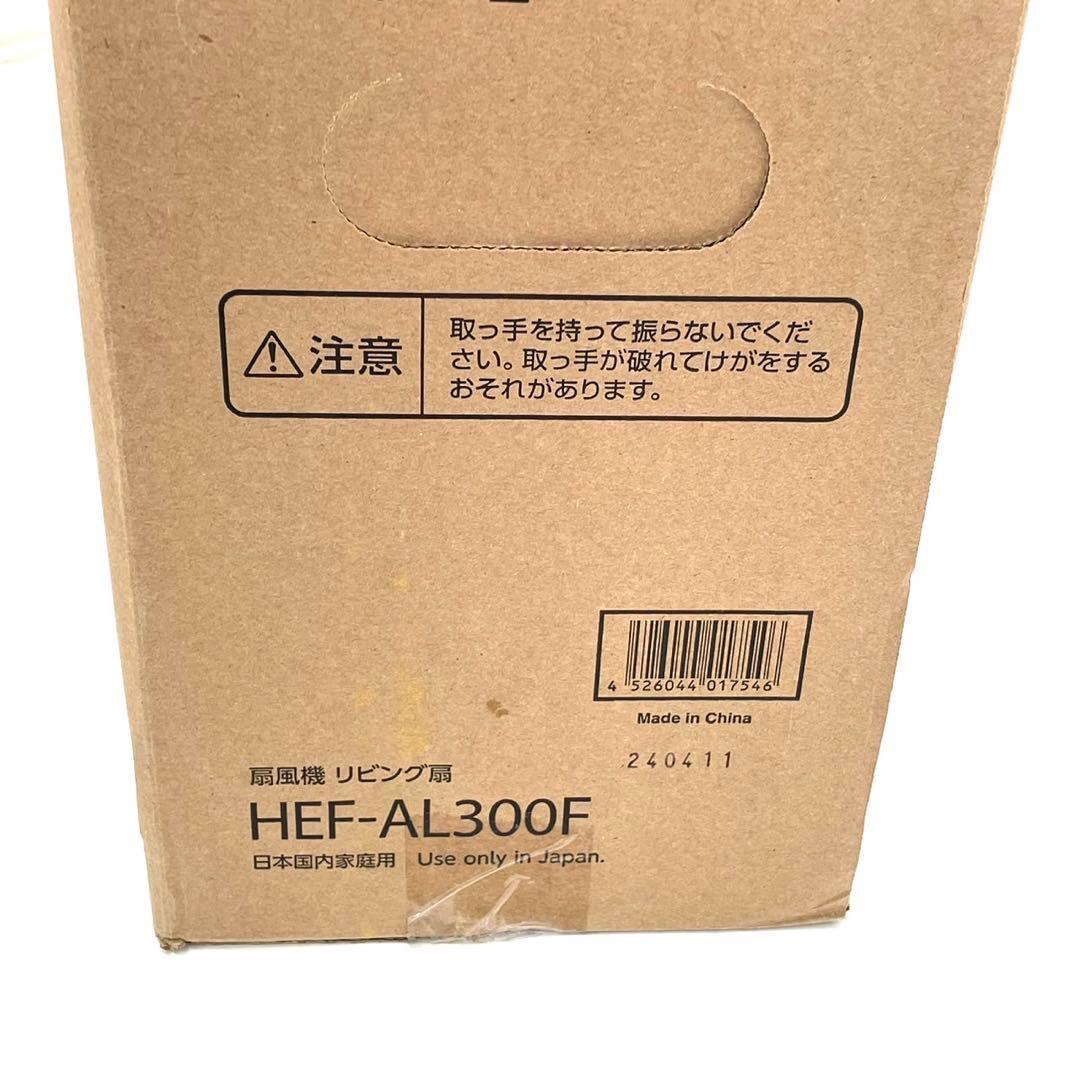 注意
取っ手を持って振らないでくだ
さい。取っ手が破れてけがをする
おそれがあります。
4 526044 017546
Made in China
240411
扇風機 リビング扇
HEF-AL300F
日本国内家庭用 Use only in Japan.